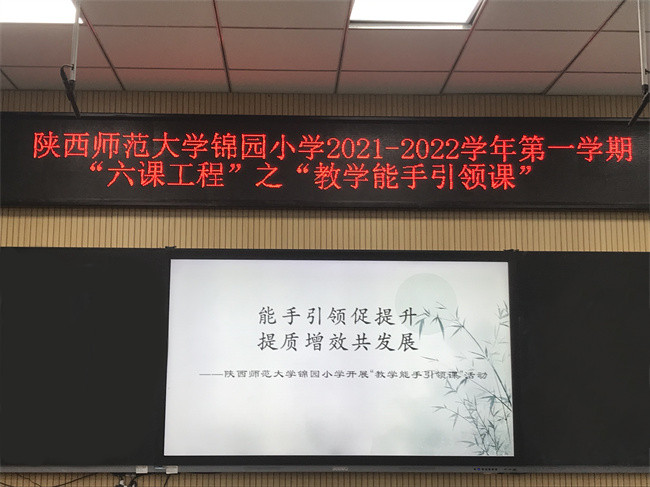 陕西师范大学锦园小学2021-2022学年第一学期
“六课工程”之“教学能手引领课”
能手引领促提升
提质增效共发展
——陕西师范大学锦园小学开展“教学能手引领课”活动